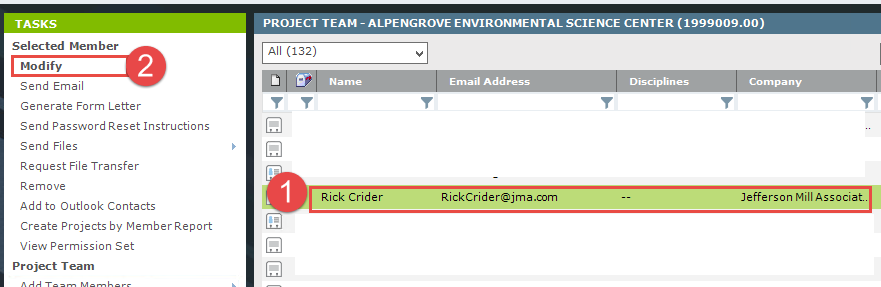 TASKS
Selected Member
Modify
2
Send Email
Generate Form Letter
Send Password Reset Instructions
Send Files
Request File Transfer
Remove
Add to Outlook Contacts
Create Projects by Member Report
View Permission Set
Project Team
Add Team Members
PROJECT TEAM - ALPENGROVE ENVIRONMENTAL SCIENCE CENTER (1999009.00)
All (132)
Name Email Address Disciplines Company
1
Rick Crider RickCrider@jma.com -- Jefferson Mill Associat..